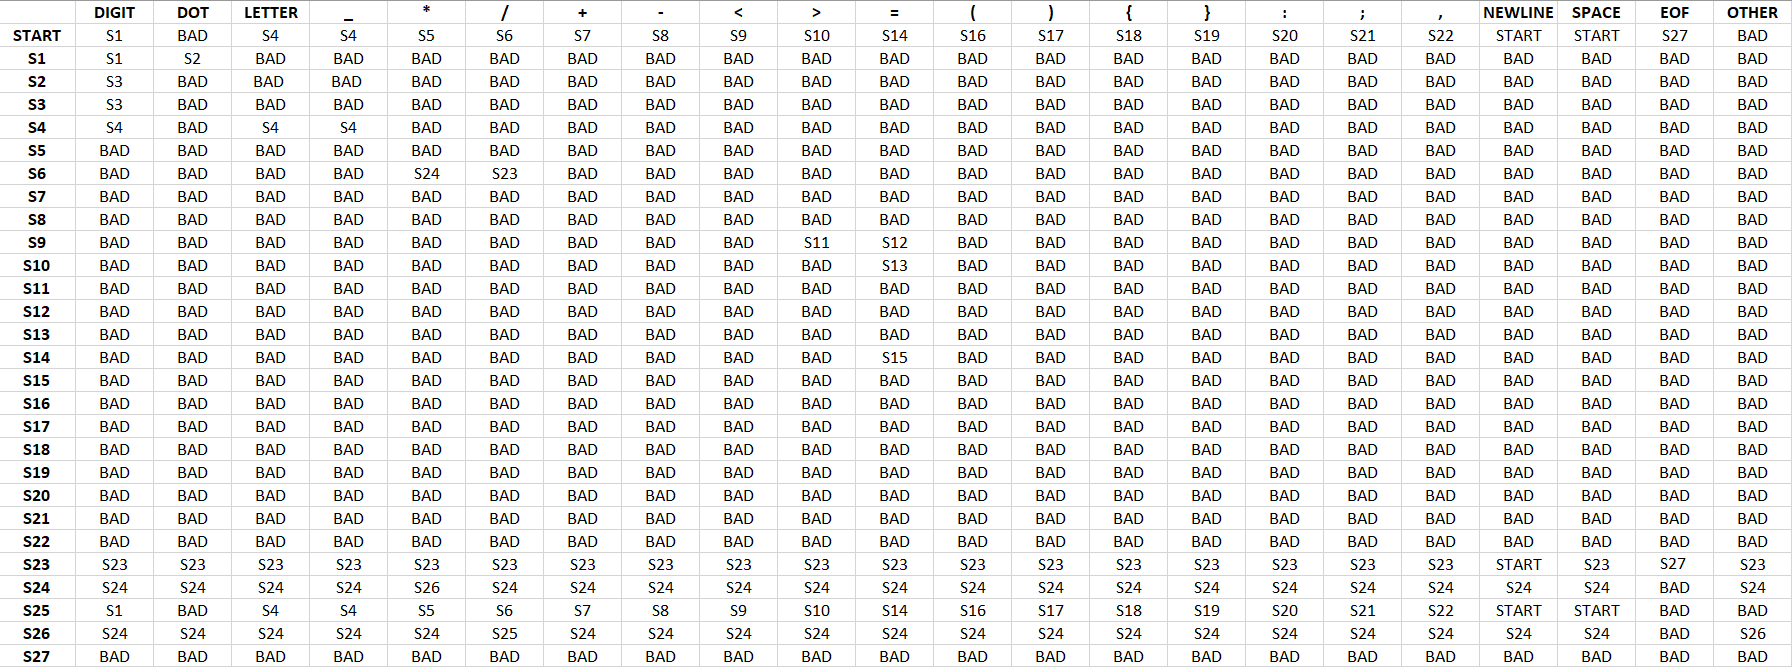 DIGIT DOT LETTER _ * / + - < > = ( ) { } : ; , NEWLINE SPACE EOF OTHER
START S1 BAD S4 S4 S5 S6 S7 S8 S9 S10 S14 S16 S17 S18 S19 S20 S21 S22 START START S27 BAD
S1 S1 S2 BAD BAD BAD BAD BAD BAD BAD BAD BAD BAD BAD BAD BAD BAD BAD BAD BAD BAD BAD BAD
S2 S3 BAD BAD BAD BAD BAD BAD BAD BAD BAD BAD BAD BAD BAD BAD BAD BAD BAD BAD BAD BAD BAD
S3 S3 BAD BAD BAD BAD BAD BAD BAD BAD BAD BAD BAD BAD BAD BAD BAD BAD BAD BAD BAD BAD BAD
S4 S4 BAD S4 S4 BAD BAD BAD BAD BAD BAD BAD BAD BAD BAD BAD BAD BAD BAD BAD BAD BAD BAD
S5 BAD BAD BAD BAD BAD BAD BAD BAD BAD BAD BAD BAD BAD BAD BAD BAD BAD BAD BAD BAD BAD BAD
S6 BAD BAD BAD BAD S24 S23 BAD BAD BAD BAD BAD BAD BAD BAD BAD BAD BAD BAD BAD BAD BAD BAD
S7 BAD BAD BAD BAD BAD BAD BAD BAD BAD BAD BAD BAD BAD BAD BAD BAD BAD BAD BAD BAD BAD BAD
S8 BAD BAD BAD BAD BAD BAD BAD BAD BAD BAD BAD BAD BAD BAD BAD BAD BAD BAD BAD BAD BAD BAD
S9 BAD BAD BAD BAD BAD BAD BAD BAD BAD S11 S12 BAD BAD BAD BAD BAD BAD BAD BAD BAD BAD BAD
S10 BAD BAD BAD BAD BAD BAD BAD BAD BAD BAD S13 BAD BAD BAD BAD BAD BAD BAD BAD BAD BAD BAD
S11 BAD BAD BAD BAD BAD BAD BAD BAD BAD BAD BAD BAD BAD BAD BAD BAD BAD BAD BAD BAD BAD BAD
S12 BAD BAD BAD BAD BAD BAD BAD BAD BAD BAD BAD BAD BAD BAD BAD BAD BAD BAD BAD BAD BAD BAD
S13 BAD BAD BAD BAD BAD BAD BAD BAD BAD BAD BAD BAD BAD BAD BAD BAD BAD BAD BAD BAD BAD BAD
S14 BAD BAD BAD BAD BAD BAD BAD BAD BAD BAD S15 BAD BAD BAD BAD BAD BAD BAD BAD BAD BAD BAD
S15 BAD BAD BAD BAD BAD BAD BAD BAD BAD BAD BAD BAD BAD BAD BAD BAD BAD BAD BAD BAD BAD BAD
S16 BAD BAD BAD BAD BAD BAD BAD BAD BAD BAD BAD BAD BAD BAD BAD BAD BAD BAD BAD BAD BAD BAD
S17 BAD BAD BAD BAD BAD BAD BAD BAD BAD BAD BAD BAD BAD BAD BAD BAD BAD BAD BAD BAD BAD BAD
S18 BAD BAD BAD BAD BAD BAD BAD BAD BAD BAD BAD BAD BAD BAD BAD BAD BAD BAD BAD BAD BAD BAD
S19 BAD BAD BAD BAD BAD BAD BAD BAD BAD BAD BAD BAD BAD BAD BAD BAD BAD BAD BAD BAD BAD BAD
S20 BAD BAD BAD BAD BAD BAD BAD BAD BAD BAD BAD BAD BAD BAD BAD BAD BAD BAD BAD BAD BAD BAD
S21 BAD BAD BAD BAD BAD BAD BAD BAD BAD BAD BAD BAD BAD BAD BAD BAD BAD BAD BAD BAD BAD BAD
S22 BAD BAD BAD BAD BAD BAD BAD BAD BAD BAD BAD BAD BAD BAD BAD BAD BAD BAD BAD BAD BAD BAD
S23 S23 S23 S23 S23 S23 S23 S23 S23 S23 S23 S23 S23 S23 S23 S23 S23 S23 S23 START S23 S27 S23
S24 S24 S24 S24 S24 S26 S24 S24 S24 S24 S24 S24 S24 S24 S24 S24 S24 S24 S24 S24 S24 BAD S24
S25 S1 BAD S4 S4 S5 S6 S7 S8 S9 S10 S14 S16 S17 S18 S19 S20 S21 S22 START START BAD BAD
S26 S24 S24 S24 S24 S24 S25 S24 S24 S24 S24 S24 S24 S24 S24 S24 S24 S24 S24 S24 S24 BAD S26
S27 BAD BAD BAD BAD BAD BAD BAD BAD BAD BAD BAD BAD BAD BAD BAD BAD BAD BAD BAD BAD BAD BAD